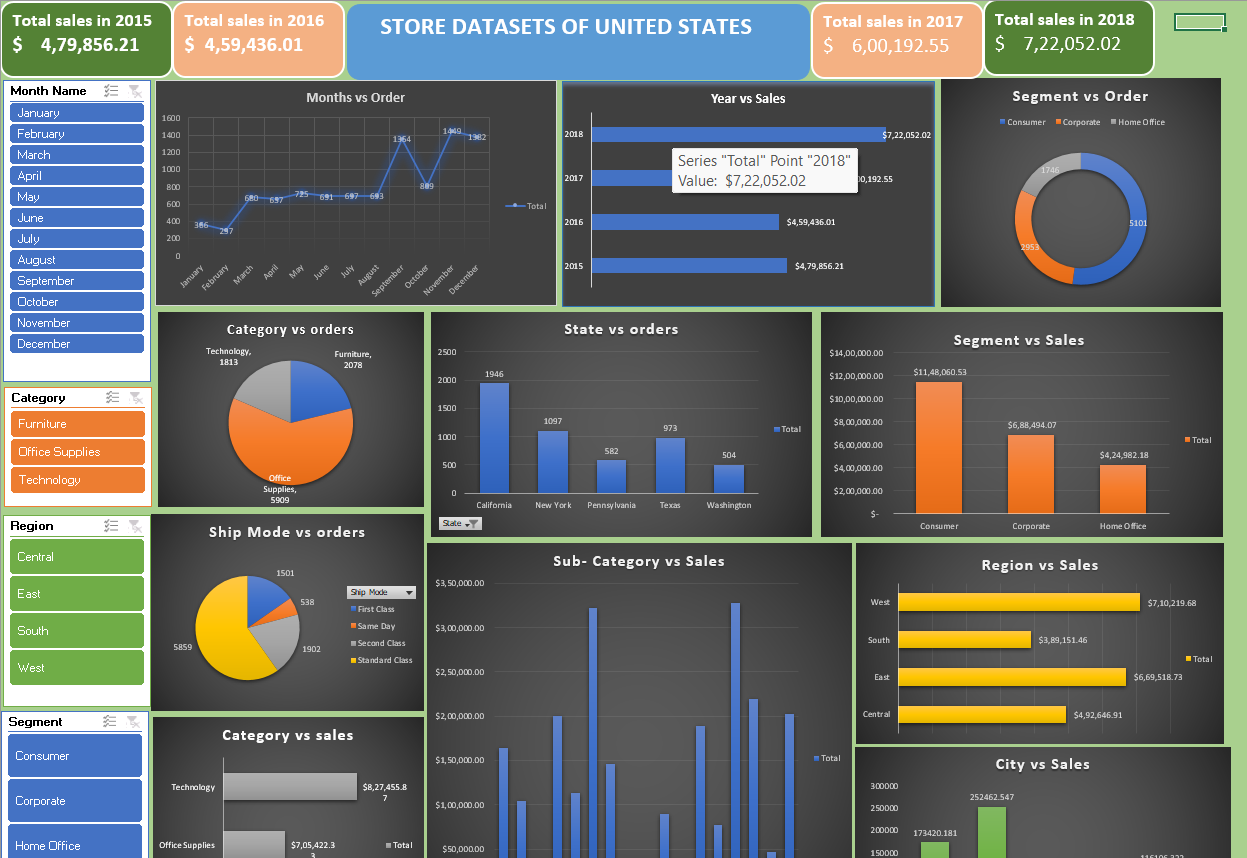 Total sales in 2015
$ 4,79,856.21
Total sales in 2016
$ 4,59,436.01
STORE DATASETS OF UNITED STATES
Total sales in 2017
$ 6,00,192.55
Total sales in 2018
$ 7,22,052.02
Month Name
January
February
March
April
May
June
July
August
September
October
November
December
Months vs Order
1600
1400
1200
1000
800
600
400
200
0
366
297
680
657
725
691
697
693
1354
809
1449
1382
January
February
March
April
May
June
July
August
September
October
November
December
Total
Year vs Sales
2018
$7,22,052.02
Series "Total" Point "2018"
Value: $7,22,052.02
2017
00,192.55
2016
$4,59,436.01
2015
$4,79,856.21
Segment vs Order
Consumer Corporate Home Office
1746
5101
2953
Category
Furniture
Office Supplies
Technology
Category vs orders
Technology,
1813
Furniture,
2078
Office
Supplies,
5909
State vs orders
2500
2000
1500
1000
500
0
1946
1097
582
973
504
California
New York
Pennsylvania
Texas
Washington
Total
State
Segment vs Sales
$14,00,000.00
$12,00,000.00
$10,00,000.00
$8,00,000.00
$6,00,000.00
$4,00,000.00
$2,00,000.00
$-
$11,48,060.53
$6,88,494.07
$4,24,982.18
Consumer
Corporate
Home Office
Total
Region
Central
East
South
West
Ship Mode vs orders
1501
538
1902
5859
Ship Mode
First Class
Same Day
Second Class
Standard Class
Sub- Category vs Sales
$3,50,000.00
$3,00,000.00
$2,50,000.00
$2,00,000.00
$1,50,000.00
$1,00,000.00
$50,000.00
Total
Region vs Sales
West
$7,10,219.68
South
$3,89,151.46
East
$6,69,518.73
Central
$4,92,646.91
Total
Segment
Consumer
Corporate
Home Office
Category vs sales
Technology
$8,27,455.8
7
Office Supplies
$7,05,422.3
Total
City vs Sales
300000
250000
200000
150000
173420.181
252462.547